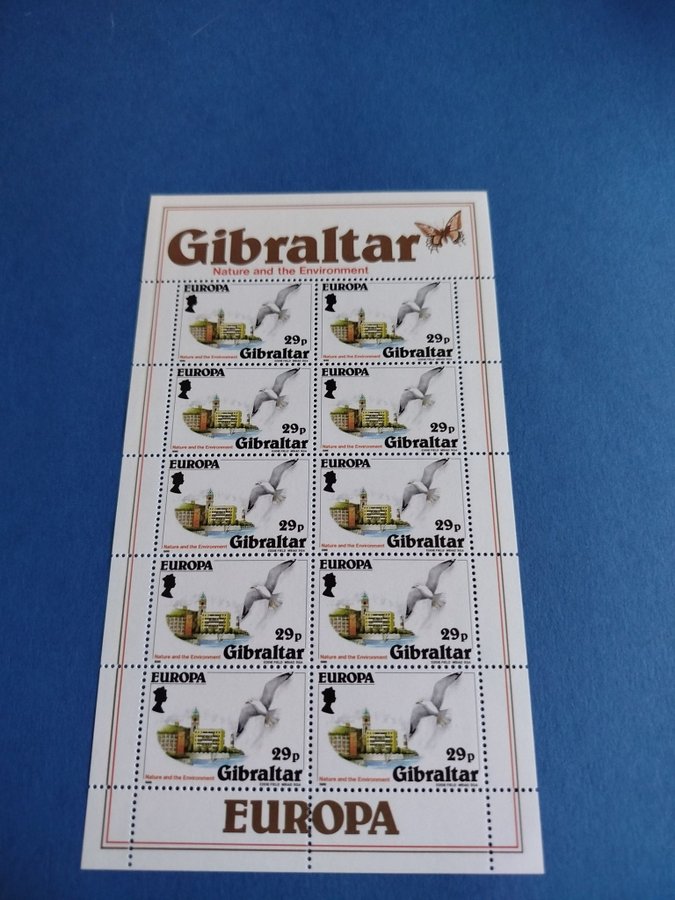 Gibraltar
Nature and the Environment
EUROPA EUROPA
29p 29p
Nature and the Environment Gibraltar Nature and the Environment Gibraltar
EUROPA EUROPA
29p 29p
Nature and the Environment Gibraltar Nature and the Environment Gibraltar
EUROPA EUROPA
29p 29p
Nature and the Environment Gibraltar Nature and the Environment Gibraltar
EUROPA EUROPA
29p 29p
Nature and the Environment Gibraltar Nature and the Environment Gibraltar
EUROPA EUROPA
29p 29p
Nature and the Environment Gibraltar Nature and the Environment Gibraltar
EUROPA